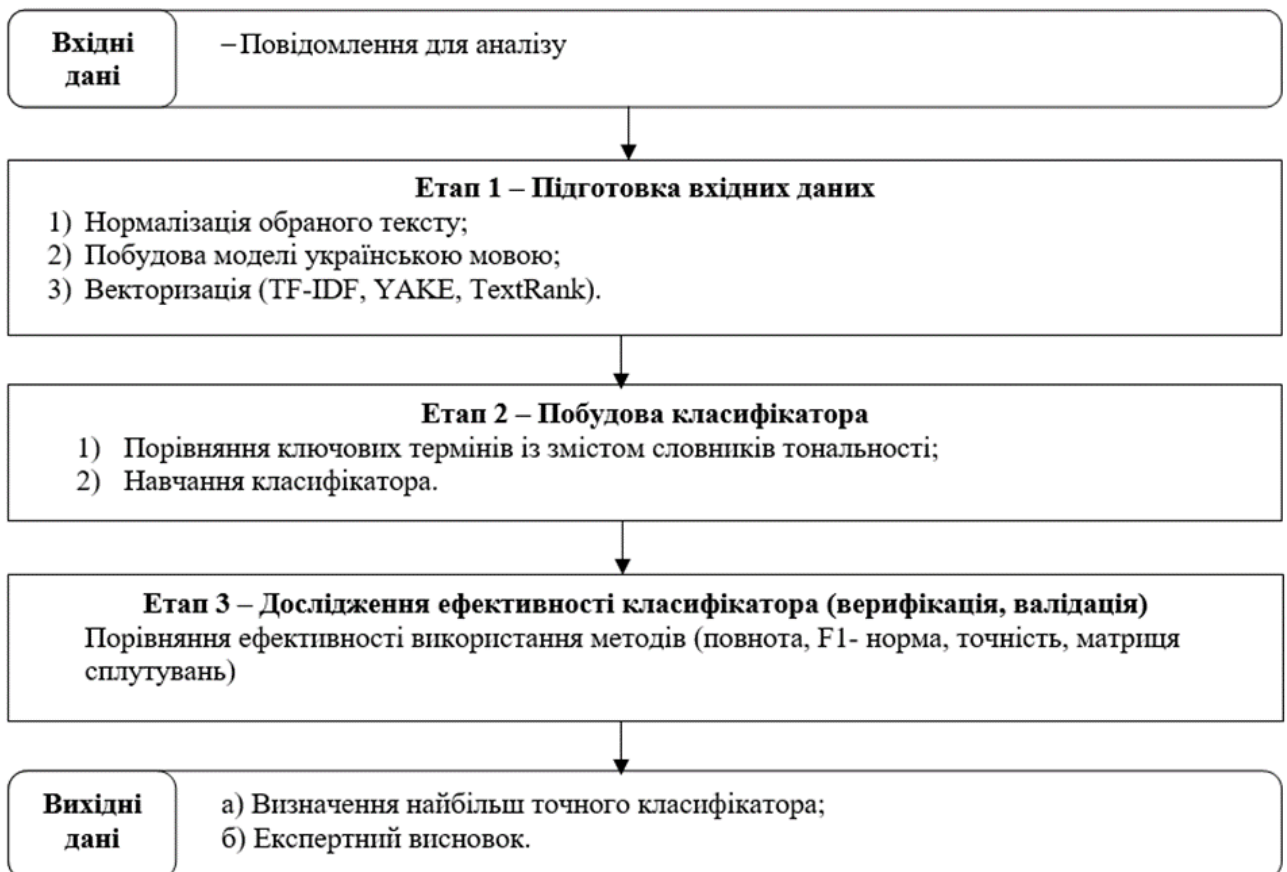 Вхідні дані
–Повідомлення для аналізу
Етап 1 – Підготовка вхідних даних
1) Нормалізація обраного тексту;
2) Побудова моделі українською мовою;
3) Векторизація (TF-IDF, YAKE, TextRank).
Етап 2 – Побудова класифікатора
1) Порівняння ключових термінів із змістом словників тональності;
2) Навчання класифікатора.
Етап 3 – Дослідження ефективності класифікатора (верифікація, валідація)
Порівняння ефективності використання методів (повнота, F1- норма, точність, матриця
сплутувань)
Вихідні дані
а) Визначення найбільш точного класифікатора;
б) Експертний висновок.